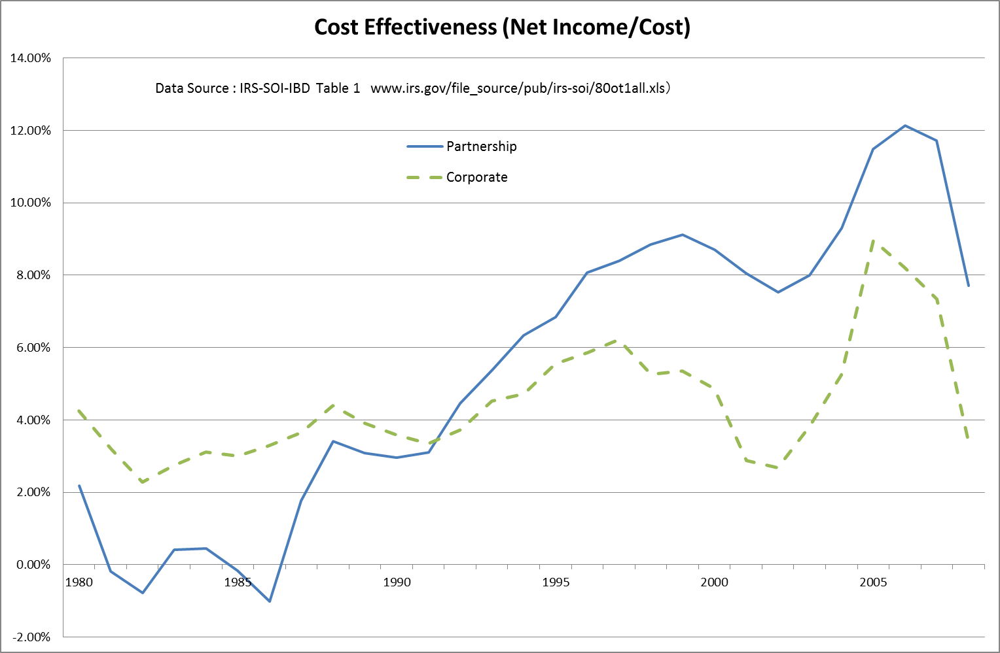 Cost Effectiveness (Net Income/Cost)
14.00%
Data Source : IRS-SOI-IBD Table 1 www.irs.gov/file_source/pub/irs-soi/80ot1all.xls）
12.00%
Partnership
Corporate
10.00%
8.00%
6.00%
4.00%
2.00%
0.00%
1980 1985 1990 1995 2000 2005
-2.00%